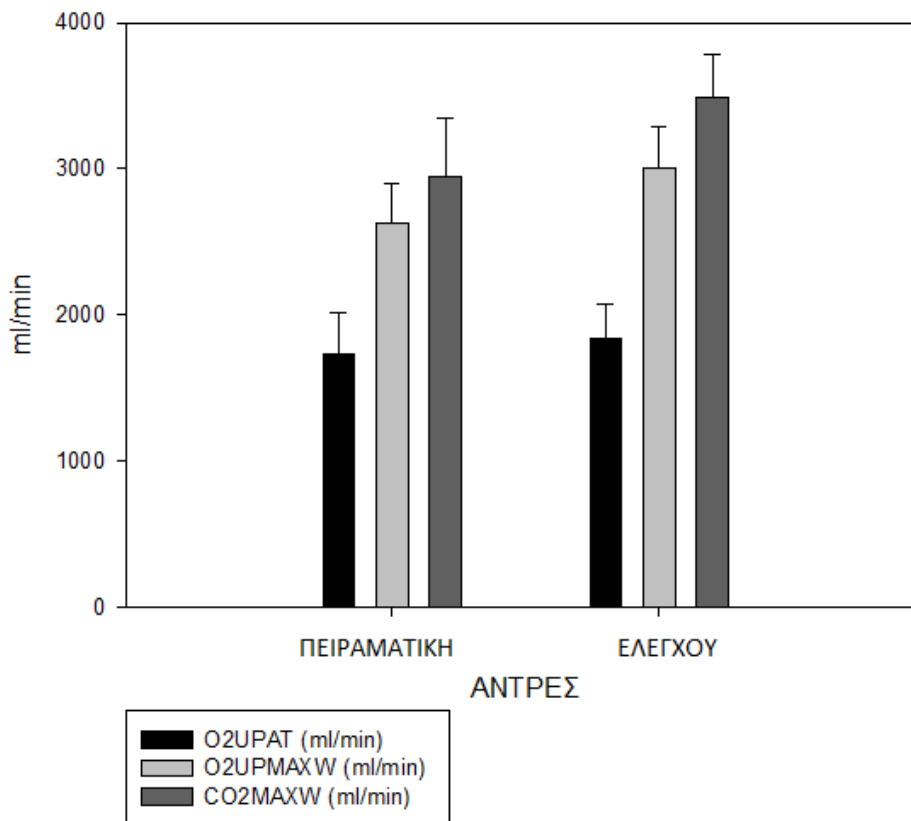 4000
3000
2000
1000
0
ml/min
ΠΕΙΡΑΜΑΤΙΚΗ ΕΛΕΓΧΟΥ
ΑΝΤΡΕΣ
O2UPAT (ml/min)
O2UPMAXW (ml/min)
CO2MAXW (ml/min)